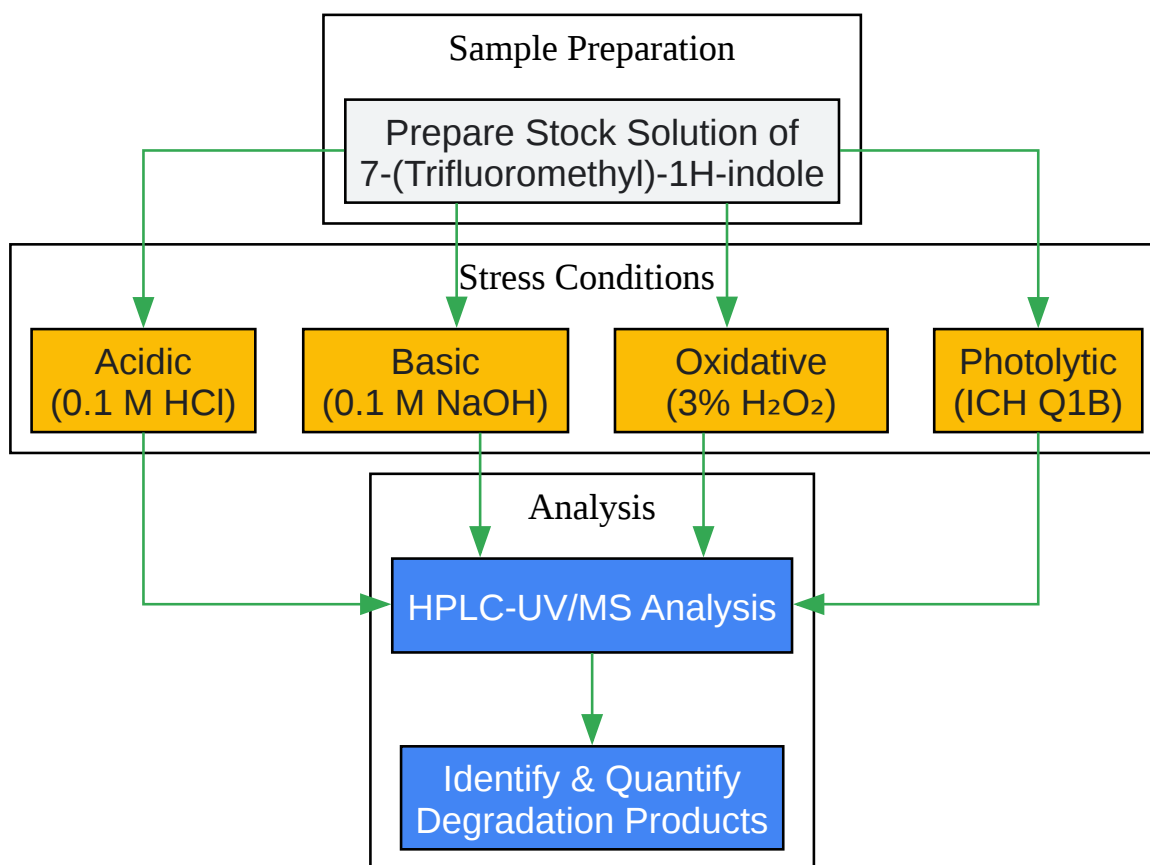 Sample Preparation
Prepare Stock Solution of
7-(Trifluoromethyl)-1H-indole
Stress Conditions
Acidic
(0.1 M HCl)
Basic
(0.1 M NaOH)
Oxidative
(3% H₂O₂)
Photolytic
(ICH Q1B)
Analysis
HPLC-UV/MS Analysis
Identify & Quantify
Degradation Products